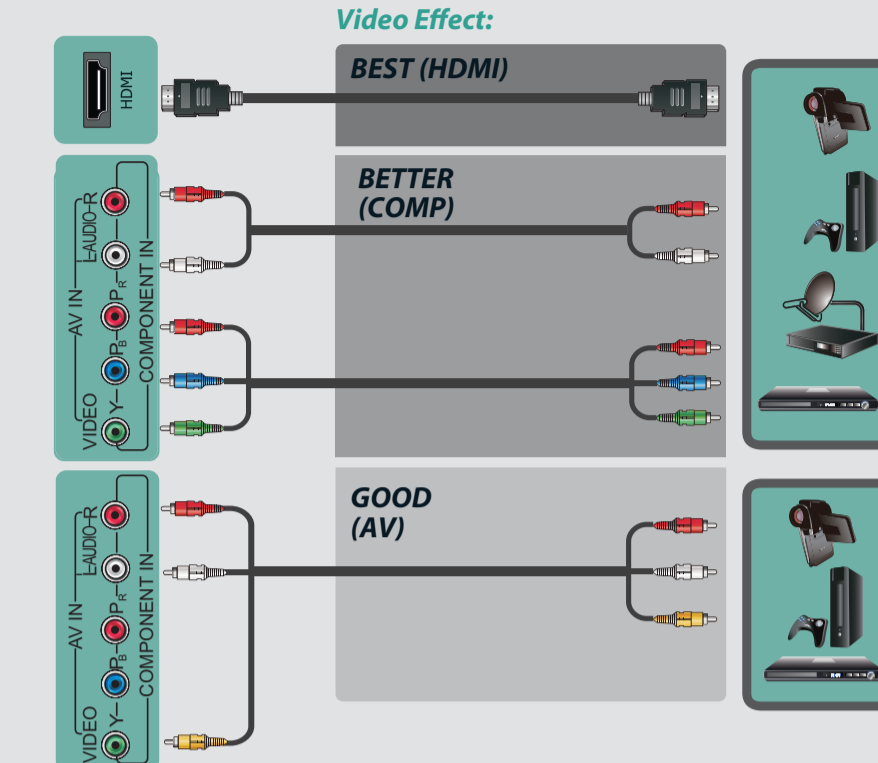 Video Effect:
HDMI
BEST (HDMI)
BETTER
(COMP)
AV IN
VIDEO
L-AUDIO-R
Y
PB
PR
COMPONENT IN
GOOD
(AV)
AV IN
VIDEO
L-AUDIO-R
Y
PB
PR
COMPONENT IN